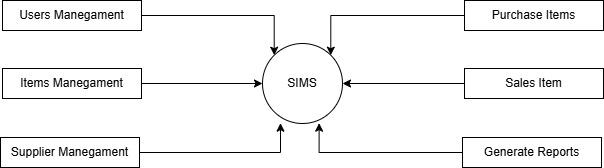 Users Manegament
Purchase Items
Items Manegament
SIMS
Sales Item
Supplier Manegament
Generate Reports